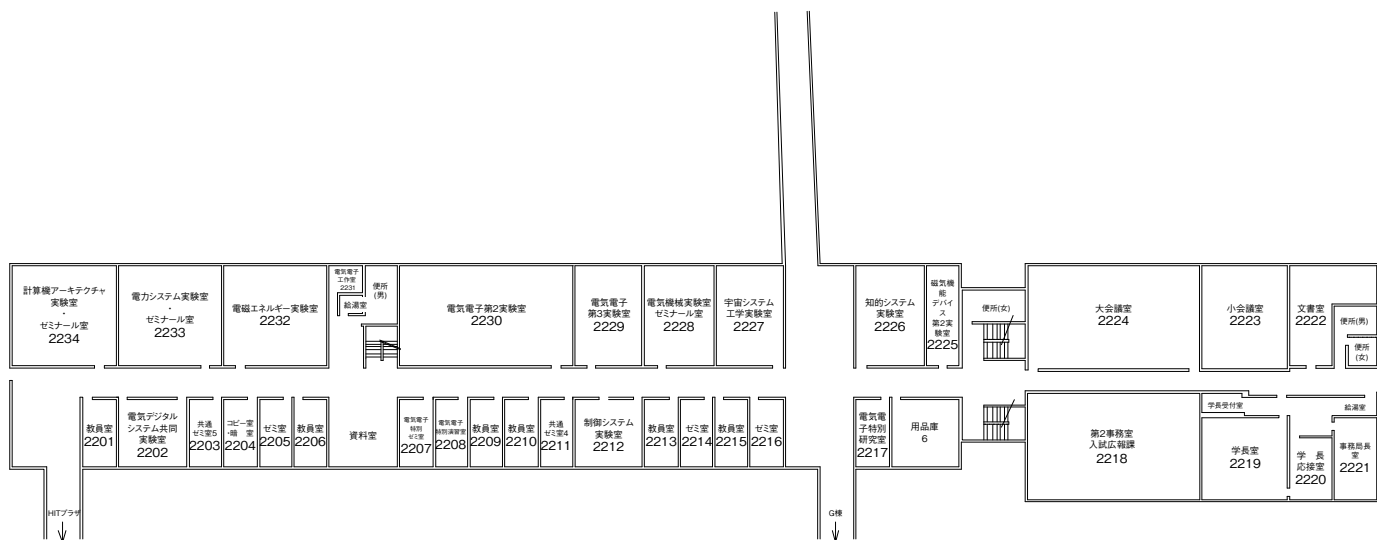 計算機アーキテクチャ
実験室
・
ゼミナール室
2234
電力システム実験室
・
ゼミナール室
2233
電磁エネルギー実験室
2232
電気電子
工作室
2231
給湯室
便所
(男)
電気電子第2実験室
2230
電気電子
第3実験室
2229
電気機械実験室
ゼミナール室
2228
宇宙システム
工学実験室
2227
知的システム
実験室
2226
磁気機
能
デバイ
ス
第2実
験室
2225
便所(女)
大会議室
2224
小会議室
2223
文書室
2222
便所(男)
便所
(女)
教員室
2201
電気デジタル
システム共同
実験室
2202
共通
ゼミ室5
2203
コピー室
・暗 室
2204
ゼミ室
2205
教員室
2206
資料室
電気電子
特別
ゼミ室
2207
電気電子
特別演習室
2208
教員室
2209
教員室
2210
共通
ゼミ室4
2211
制御システム
実験室
2212
教員室
2213
ゼミ室
2214
教員室
2215
ゼミ室
2216
電気電
子特別
研究室
2217
用品庫
6
第2事務室
入試広報課
2218
学長受付室
学長室
2219
学 長
応接室
2220
給湯室
事務局長
室
2221
HITプラザ
G棟